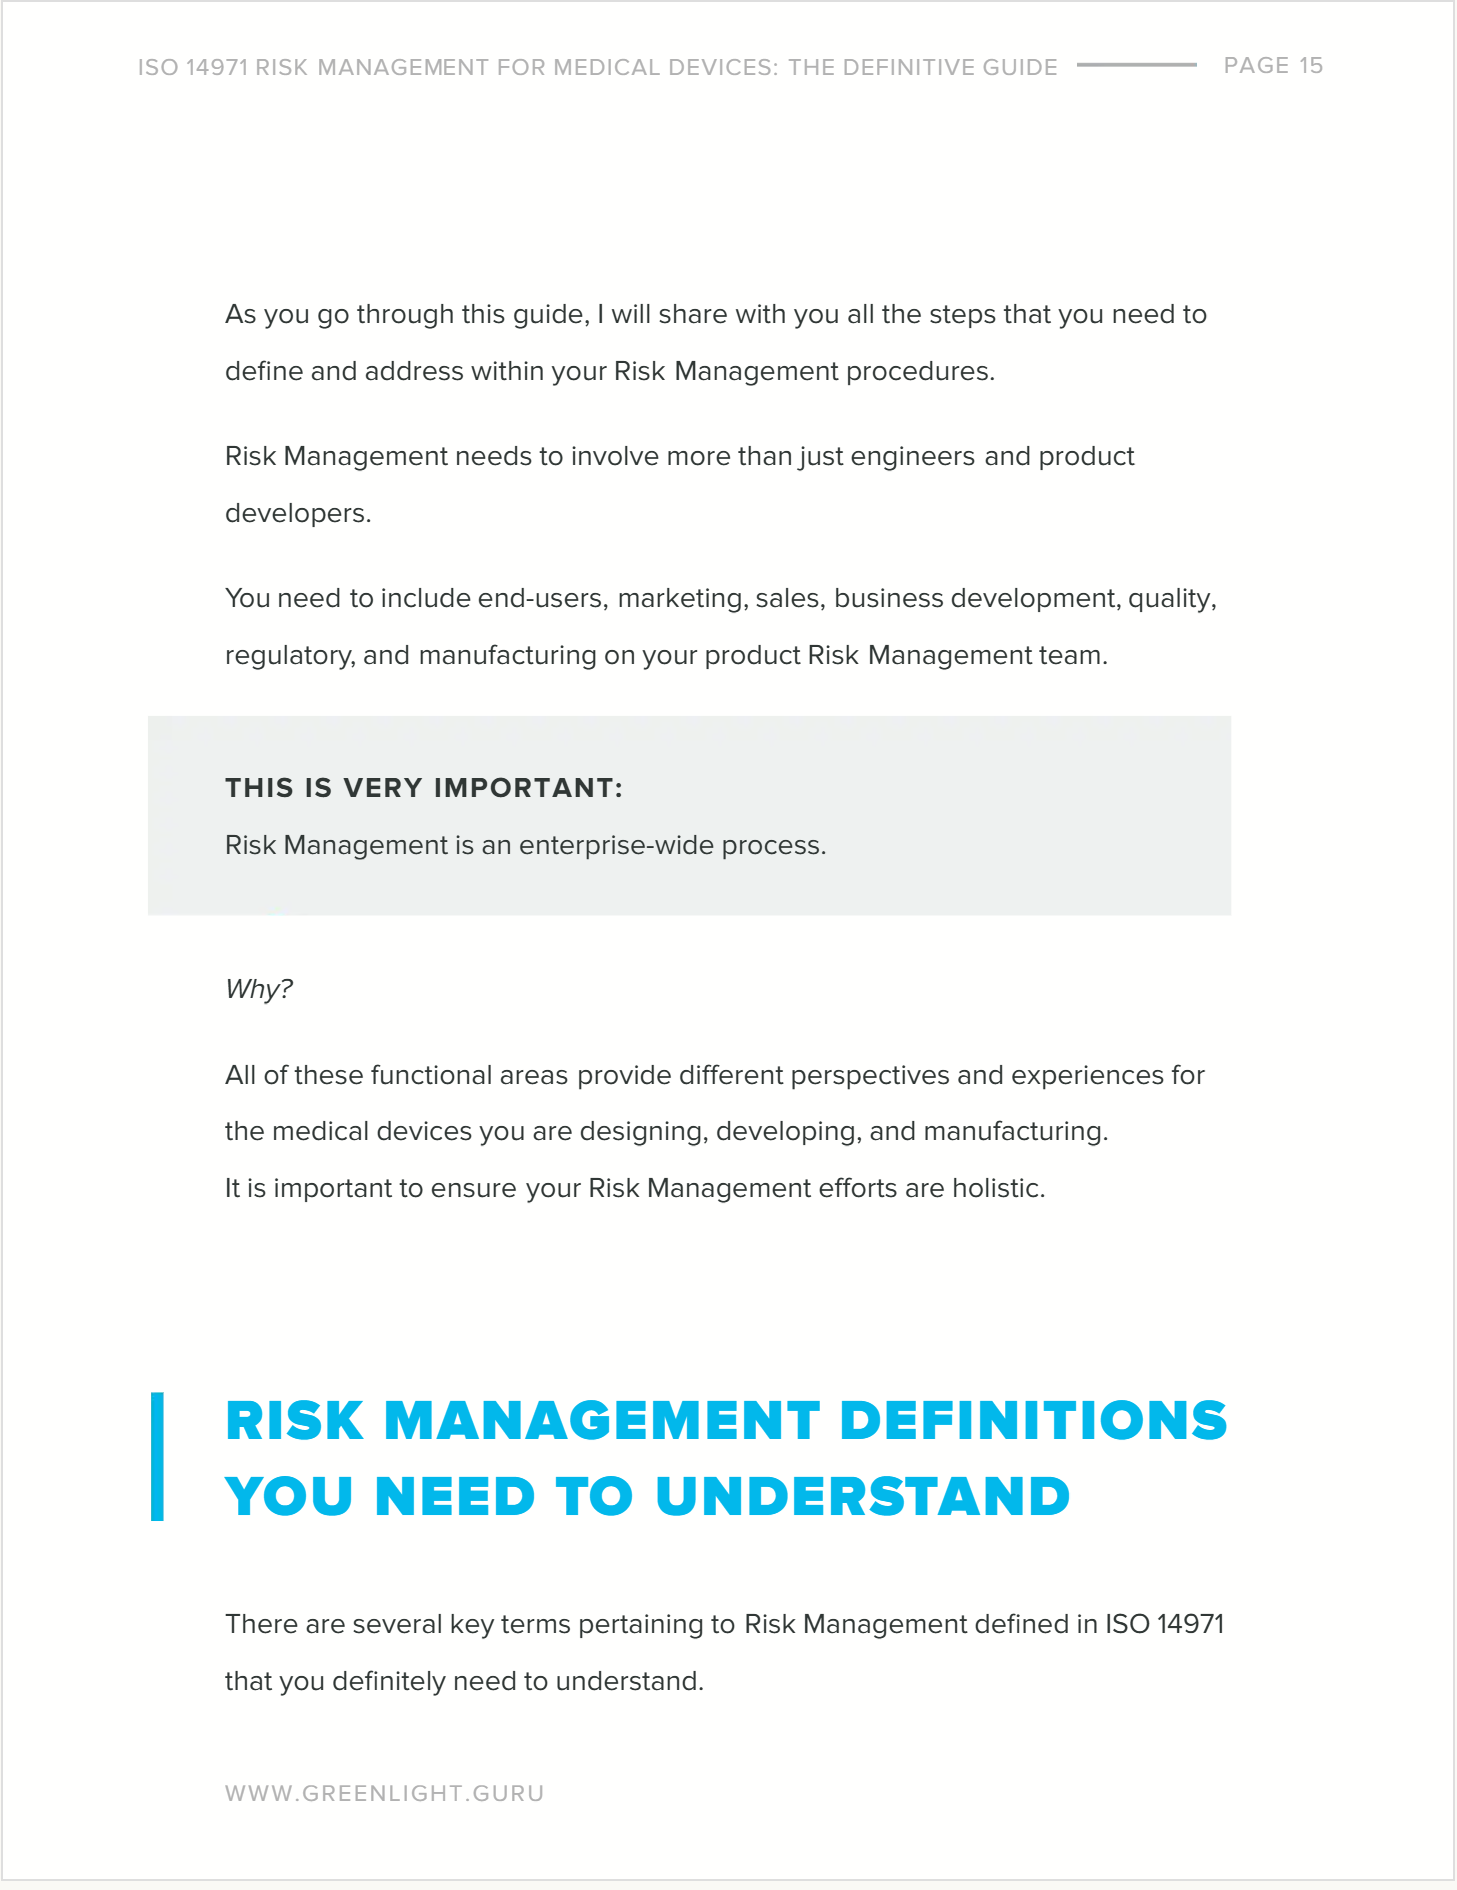 ISO 14971 RISK MANAGEMENT FOR MEDICAL DEVICES: THE DEFINITIVE GUIDE PAGE 15
As you go through this guide, I will share with you all the steps that you need to
define and address within your Risk Management procedures.
Risk Management needs to involve more than just engineers and product
developers.
You need to include end-users, marketing, sales, business development, quality,
regulatory, and manufacturing on your product Risk Management team.
THIS IS VERY IMPORTANT:
Risk Management is an enterprise-wide process.
Why?
All of these functional areas provide different perspectives and experiences for
the medical devices you are designing, developing, and manufacturing.
It is important to ensure your Risk Management efforts are holistic.
RISK MANAGEMENT DEFINITIONS
YOU NEED TO UNDERSTAND
There are several key terms pertaining to Risk Management defined in ISO 14971
that you definitely need to understand.
WWW.GREENLIGHT.GURU